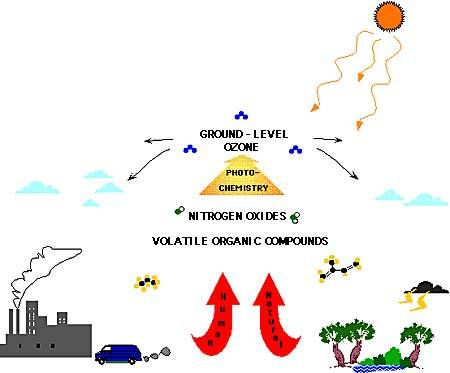 GROUND - LEVEL
OZONE
PHOTO-
CHEMISTRY
NITROGEN OXIDES
VOLATILE ORGANIC COMPOUNDS
Human
Natural